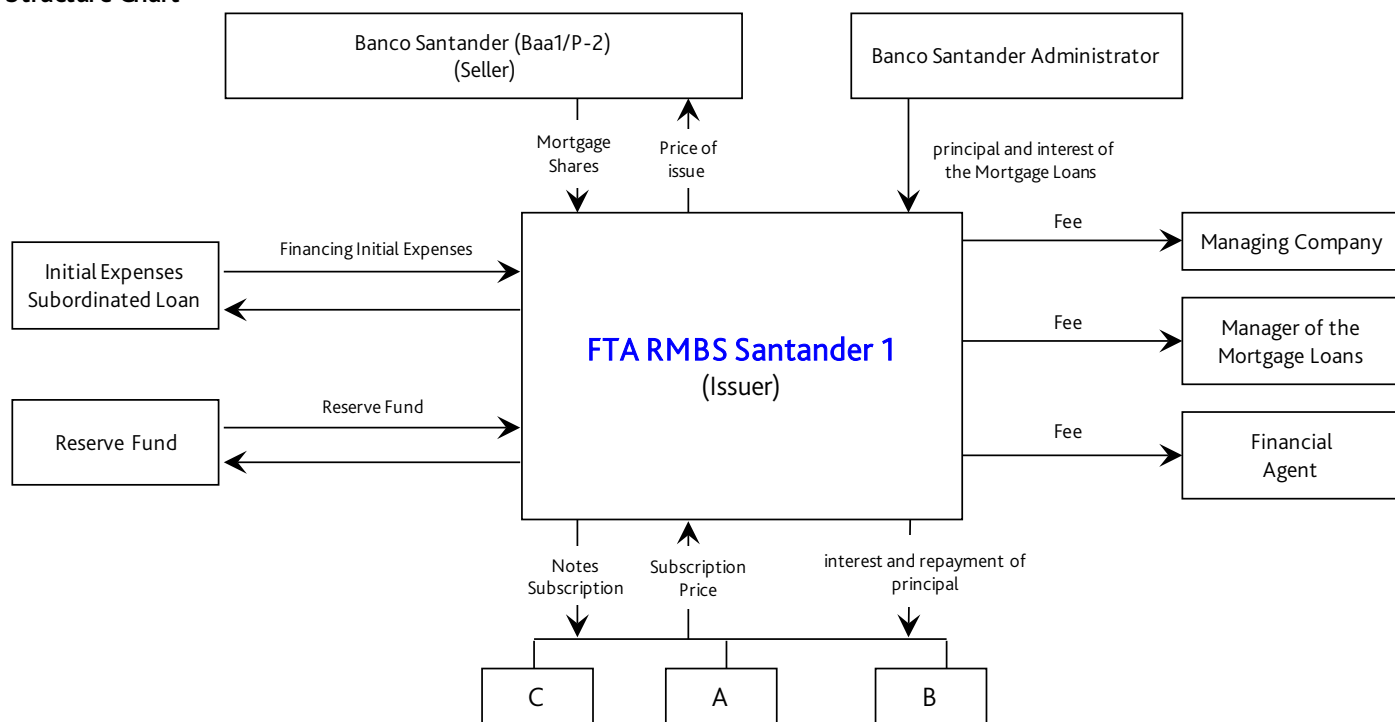 Structure Chart
Banco Santander (Baa1/P-2)
(Seller)
Banco Santander Administrator
Mortgage
Shares
Price of
issue
principal and interest of
the Mortgage Loans
Initial Expenses
Subordinated Loan
Financing Initial Expenses
Fee
Managing Company
FTA RMBS Santander 1
(Issuer)
Fee
Manager of the
Mortgage Loans
Reserve Fund
Reserve Fund
Fee
Financial
Agent
Notes
Subscription
Subscription
Price
interest and repayment of
principal
C
A
B